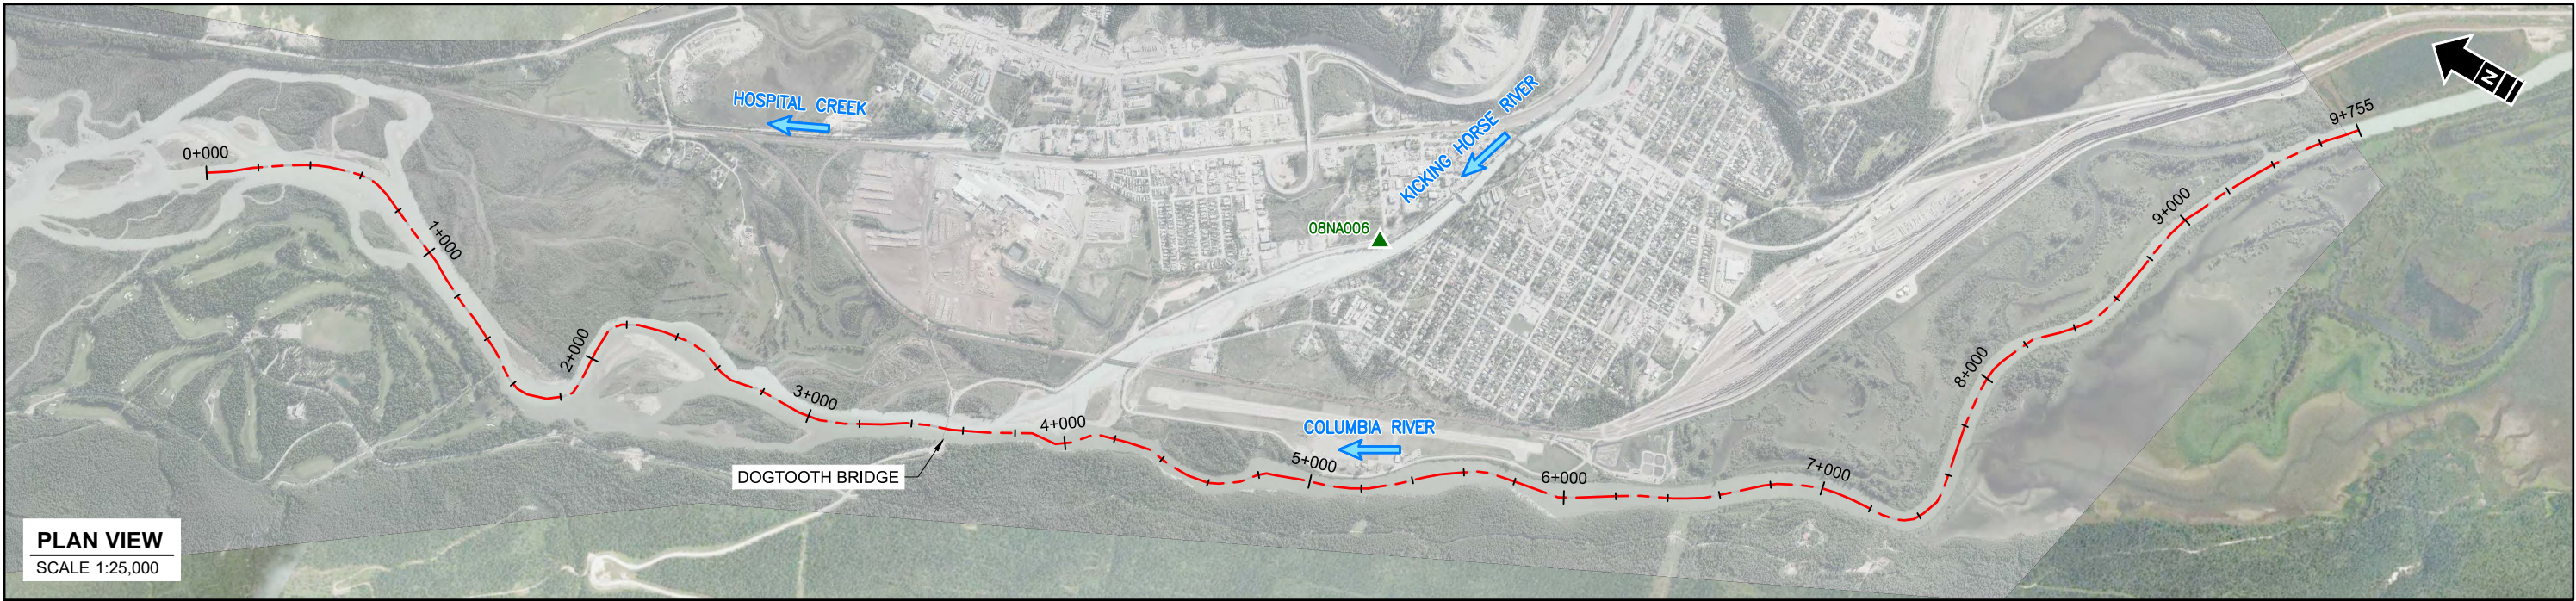 N
9+755
HOSPITAL CREEK
KICKING HORSE RIVER
0+000
08NA006
9+000
1+000
2+000
8+000
3+000
4+000
COLUMBIA RIVER
5+000
7+000
DOGTOOTH BRIDGE
6+000
PLAN VIEW
SCALE 1:25,000